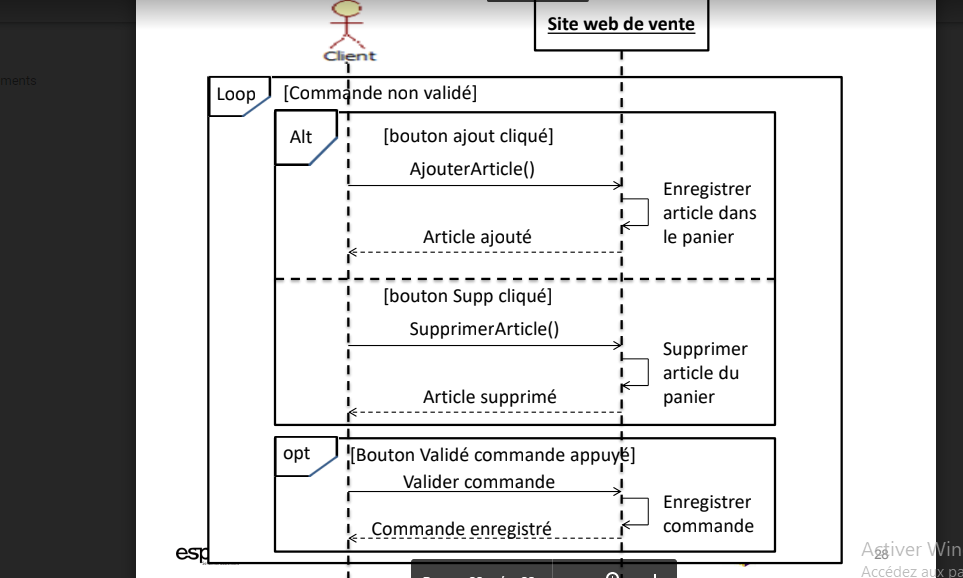 Client
Site web de vente
ments
Loop
[Commande non validé]
Alt
[bouton ajout cliqué]
AjouterArticle()
Enregistrer
article dans
le panier
Article ajouté
[bouton Supp cliqué]
SupprimerArticle()
Supprimer
article du
panier
Article supprimé
opt
[Bouton Validé commande appuyé]
Valider commande
Enregistrer
commande
Commande enregistré
esp
28
Activer Win
Accédez aux pa